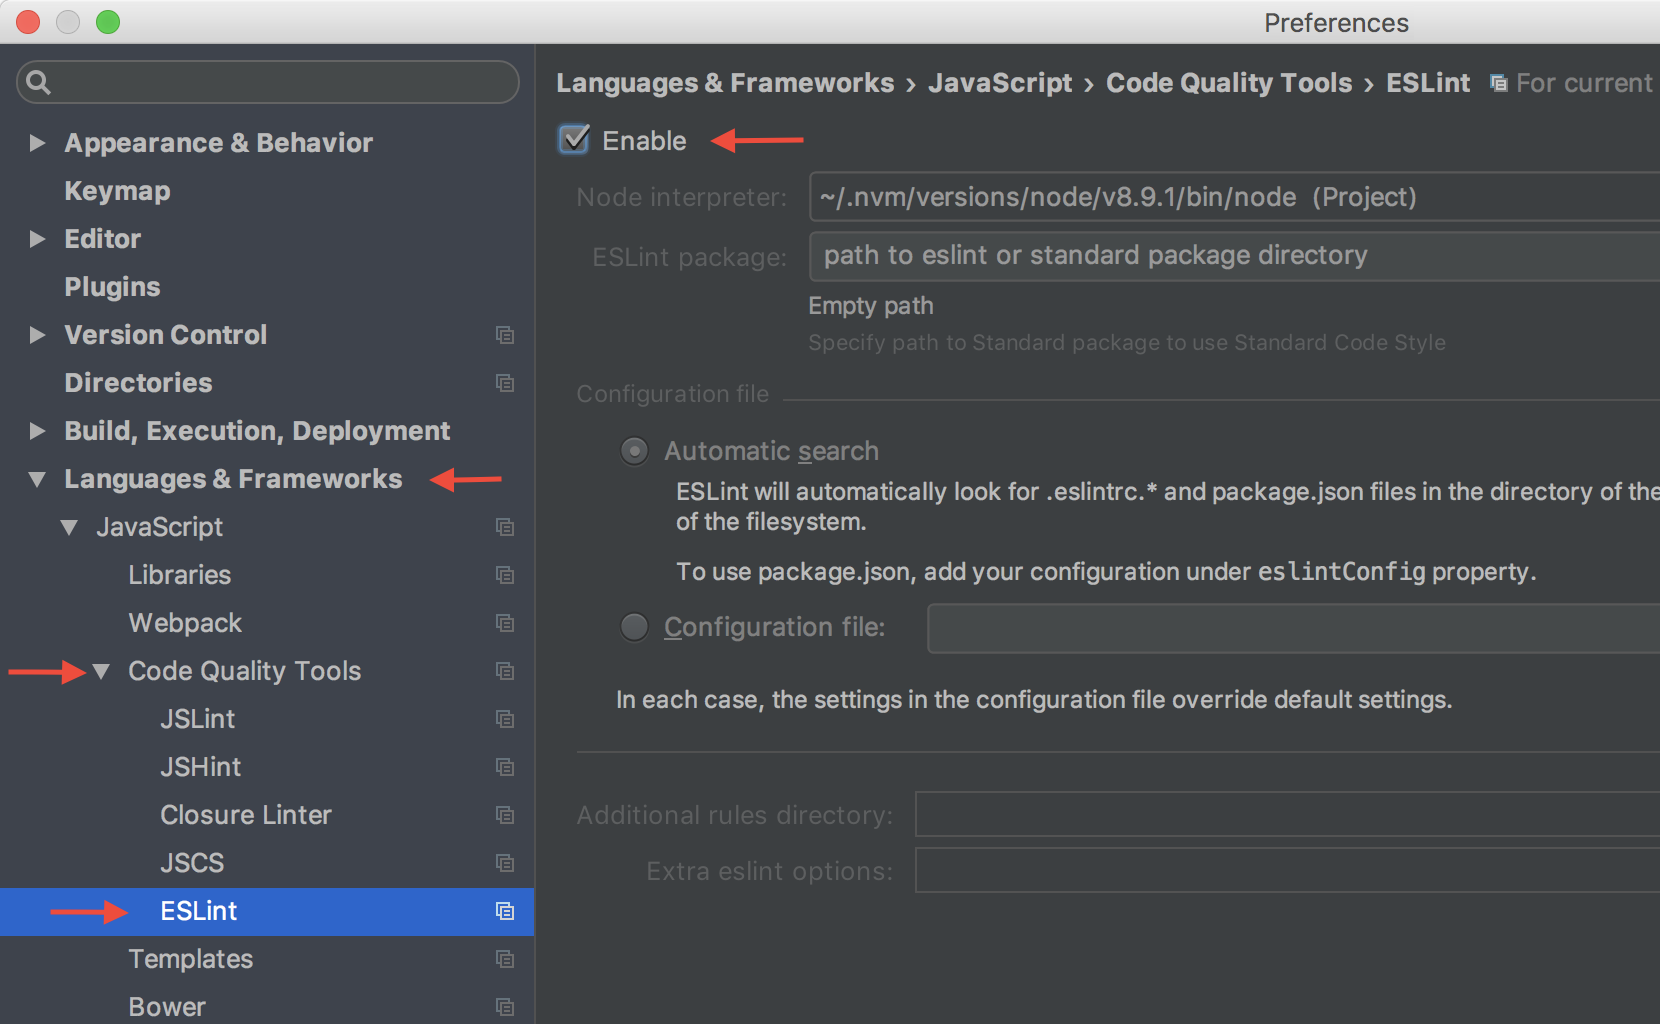 Preferences
Appearance & Behavior
Keymap
Editor
Plugins
Version Control
Directories
Build, Execution, Deployment
Languages & Frameworks
JavaScript
Libraries
Webpack
Code Quality Tools
JSLint
JSHint
Closure Linter
JSCS
ESLint
Templates
Bower
Languages & Frameworks › JavaScript › Code Quality Tools › ESLint For current
Enable
Node interpreter: ~/.nvm/versions/node/v8.9.1/bin/node (Project)
ESLint package: path to eslint or standard package directory
Empty path
Specify path to Standard package to use Standard Code Style
Configuration file
Automatic search
ESLint will automatically look for .eslintrc.* and package.json files in the directory of the
of the filesystem.
To use package.json, add your configuration under eslintConfig property.
Configuration file:
In each case, the settings in the configuration file override default settings.
Additional rules directory:
Extra eslint options: